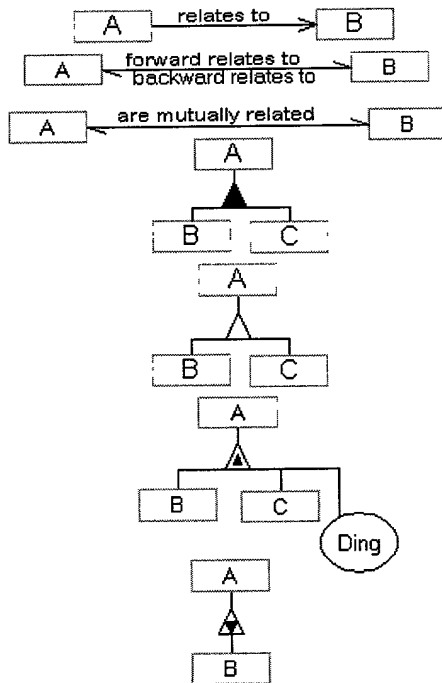 A relates to B
A forward relates to B
backward relates to
A are mutually related B
A
B C
A
B C
A
B C
Ding
A
B